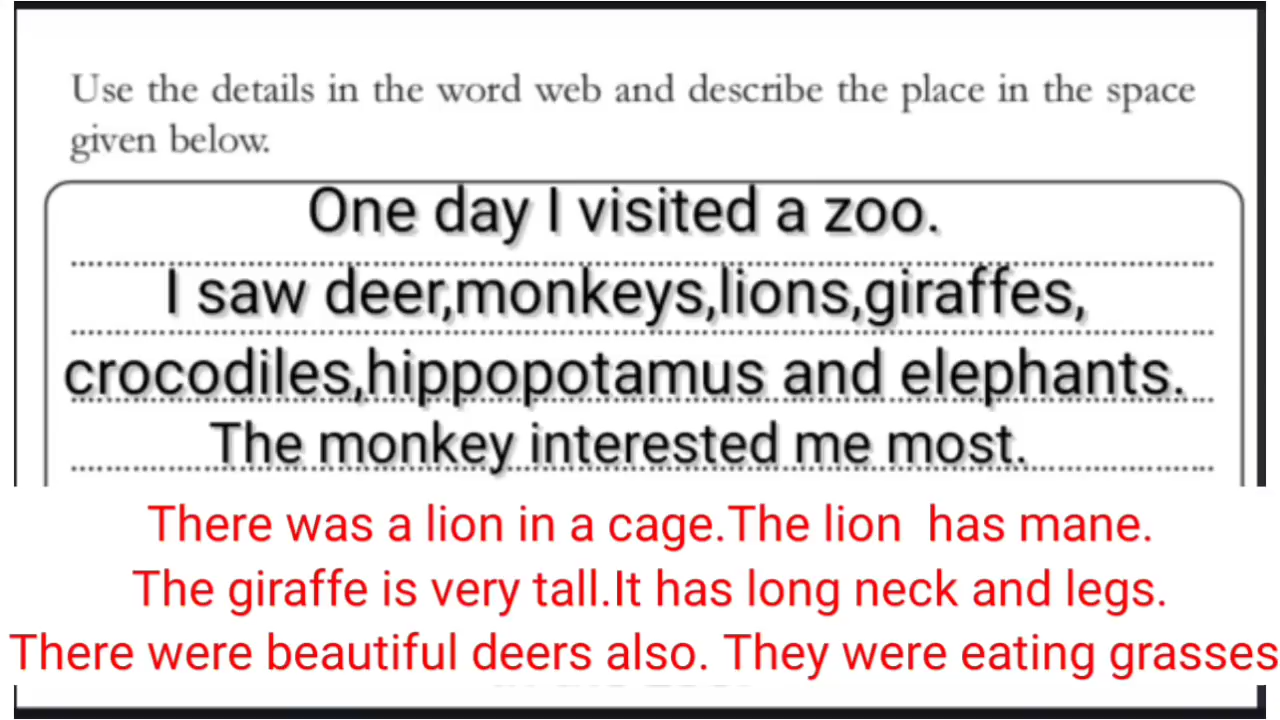 Use the details in the word web and describe the place in the space
given below.
One day I visited a zoo.
I saw deer,monkeys,lions,giraffes,
crocodiles,hippopotamus and elephants.
The monkey interested me most.
There was a lion in a cage.The lion has mane.
The giraffe is very tall.It has long neck and legs.
There were beautiful deers also. They were eating grasses